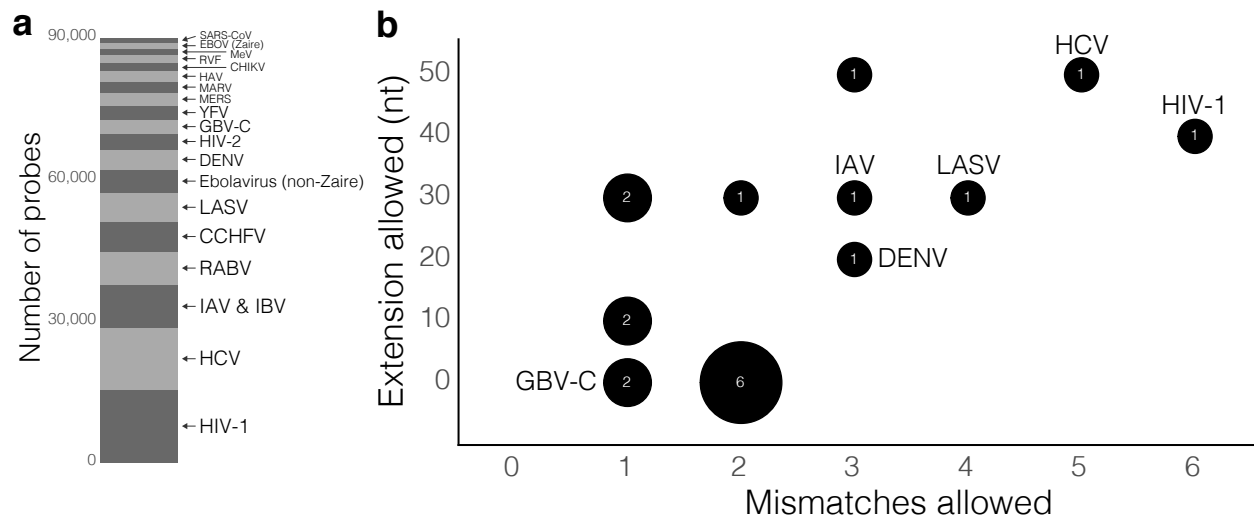 a
Number of probes
90,000
60,000
30,000
0
SARS-CoV
EBOV (Zaire)
MeV
RVF
CHIKV
HAV
MARV
MERS
YFV
GBV-C
HIV-2
DENV
Ebolavirus (non-Zaire)
LASV
CCHFV
RABV
IAV & IBV
HCV
HIV-1
b
Extension allowed (nt)
50
40
30
20
10
0
HCV
1
1
HIV-1
1
IAV
LASV
2
1
1
1
1
DENV
2
GBV-C
2
6
0 1 2 3 4 5 6
Mismatches allowed